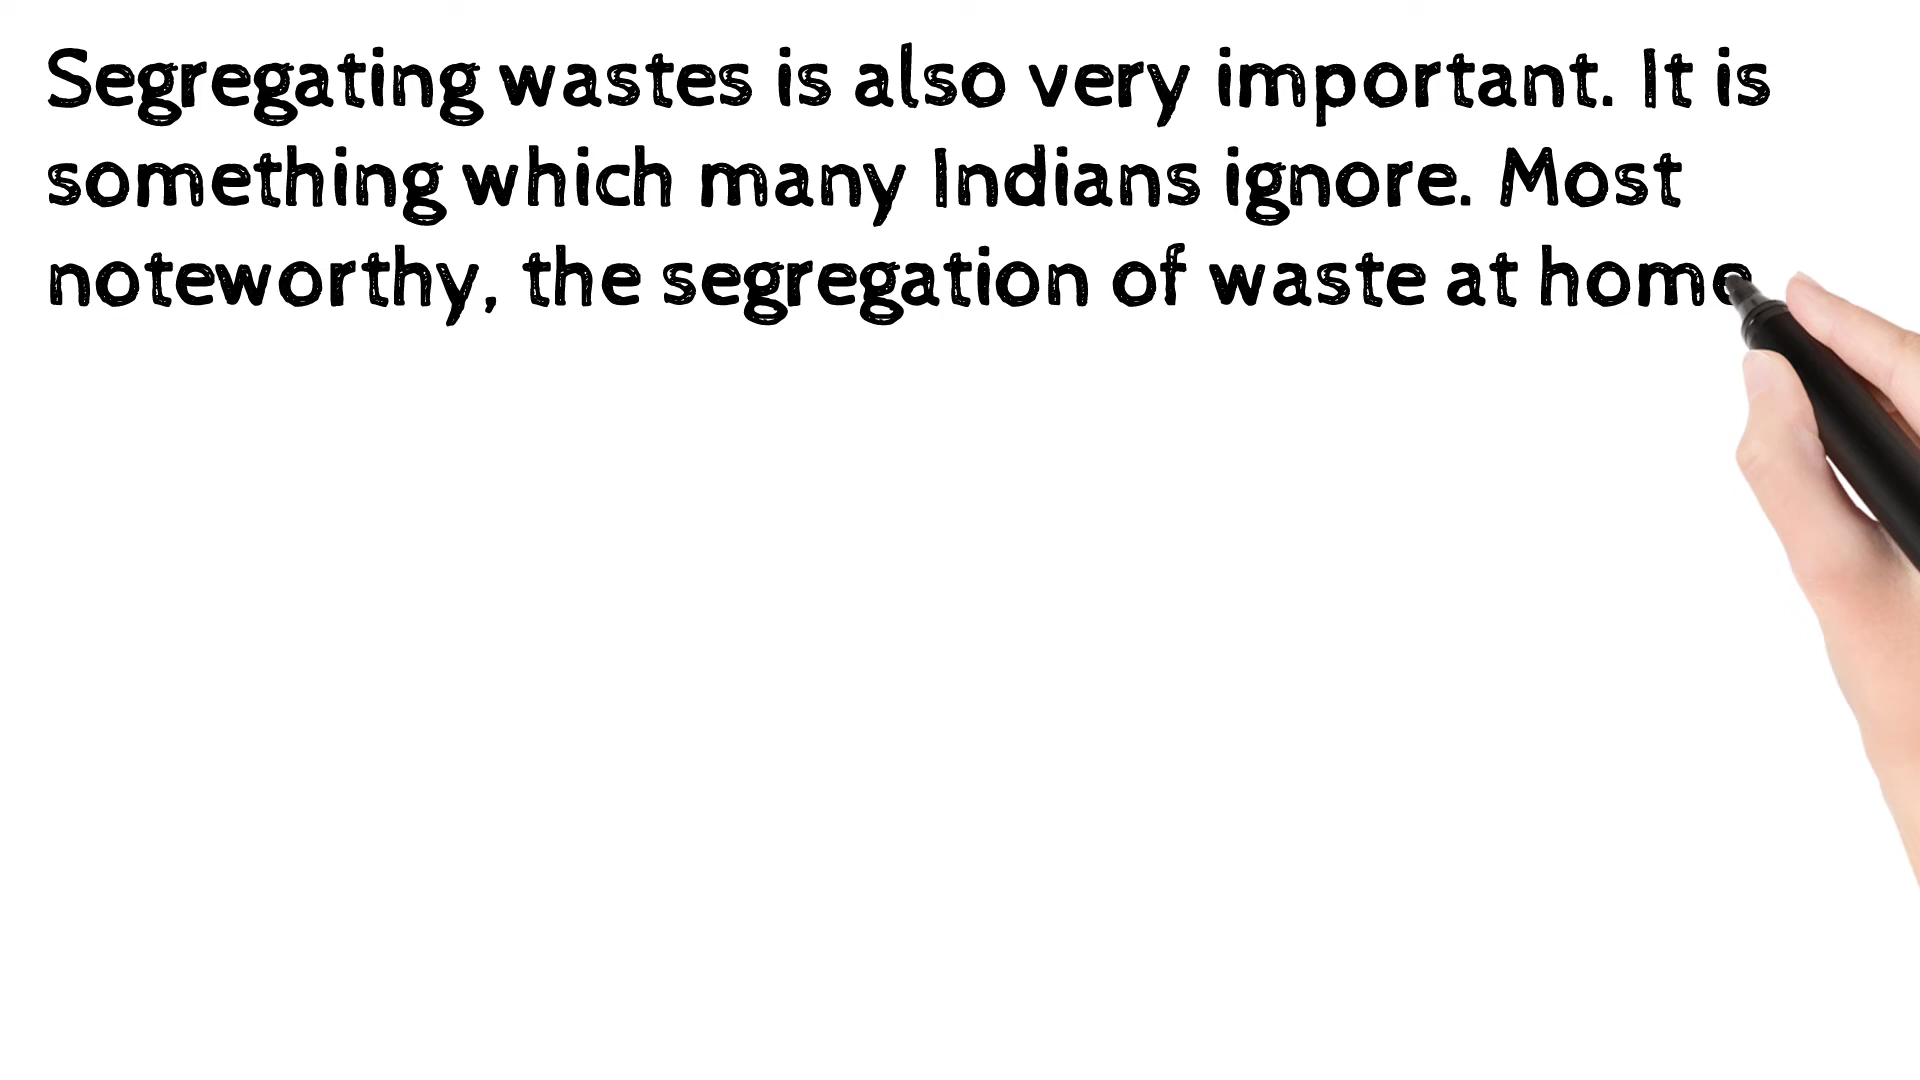 Segregating wastes is also very important. It is
something which many Indians ignore. Most
noteworthy, the segregation of waste at home